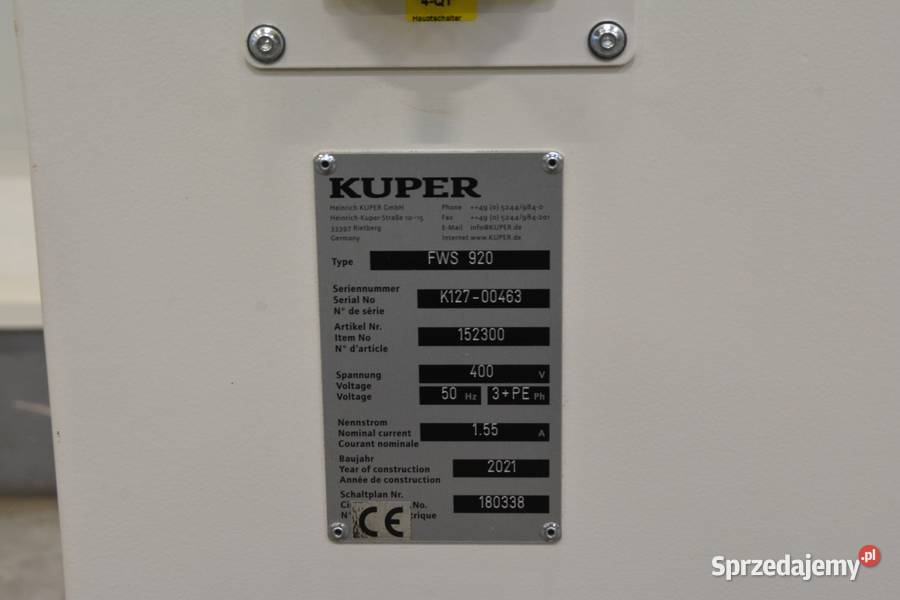 4-Q1
Hauptschalter
KUPER
Heinrich KUPER GmbH
Heinrich-Kuper-Straße 10-15
33397 Rietberg
Germany
Phone ++49 (0) 5244/984-0
Fax ++49 (0) 5244/984-201
E-Mail info@KUPER.de
Internet www.KUPER.de
Type FWS 920
Seriennummer
Serial No K127-00463
N° de série
Artikel Nr.
Item No 152300
N° d'article
Spannung 400 V
Voltage
Voltage 50 Hz 3+PE Ph
Nennstrom
Nominal current 1.55 A
Courant nominale
Baujahr
Year of construction 2021
Année de construction
Schaltplan Nr.
180338
CE
Sprzedajemy.pl